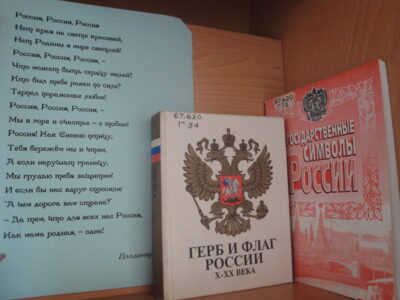 Россия, Россия, Россия
Нет края на свете красивей,
Нет Родины в мире светлей!
Россия, Россия, Россия, –
Что может быть сердцу милей?
Кто был тебе равен по силе?
Терпел пораженья любой!
Россия, Россия, Россия, –
Мы в горе и счастье – с тобой!
Россия! Как Синюю птицу,
Тебя бережём мы и чтим,
А если нарушат границу,
Мы грудью тебя защитим!
И если бы нас вдруг спросили:
"А чем дорога вам страна?"
– Да тем, что для всех нас Россия,
Как мама родная, – одна!
67.620
Г 34
ГЕРБ И ФЛАГ
РОССИИ
X-XX ВЕКА
67.620
ГОСУДАРСТВЕННЫЕ
СИМВОЛЫ
РОССИИ